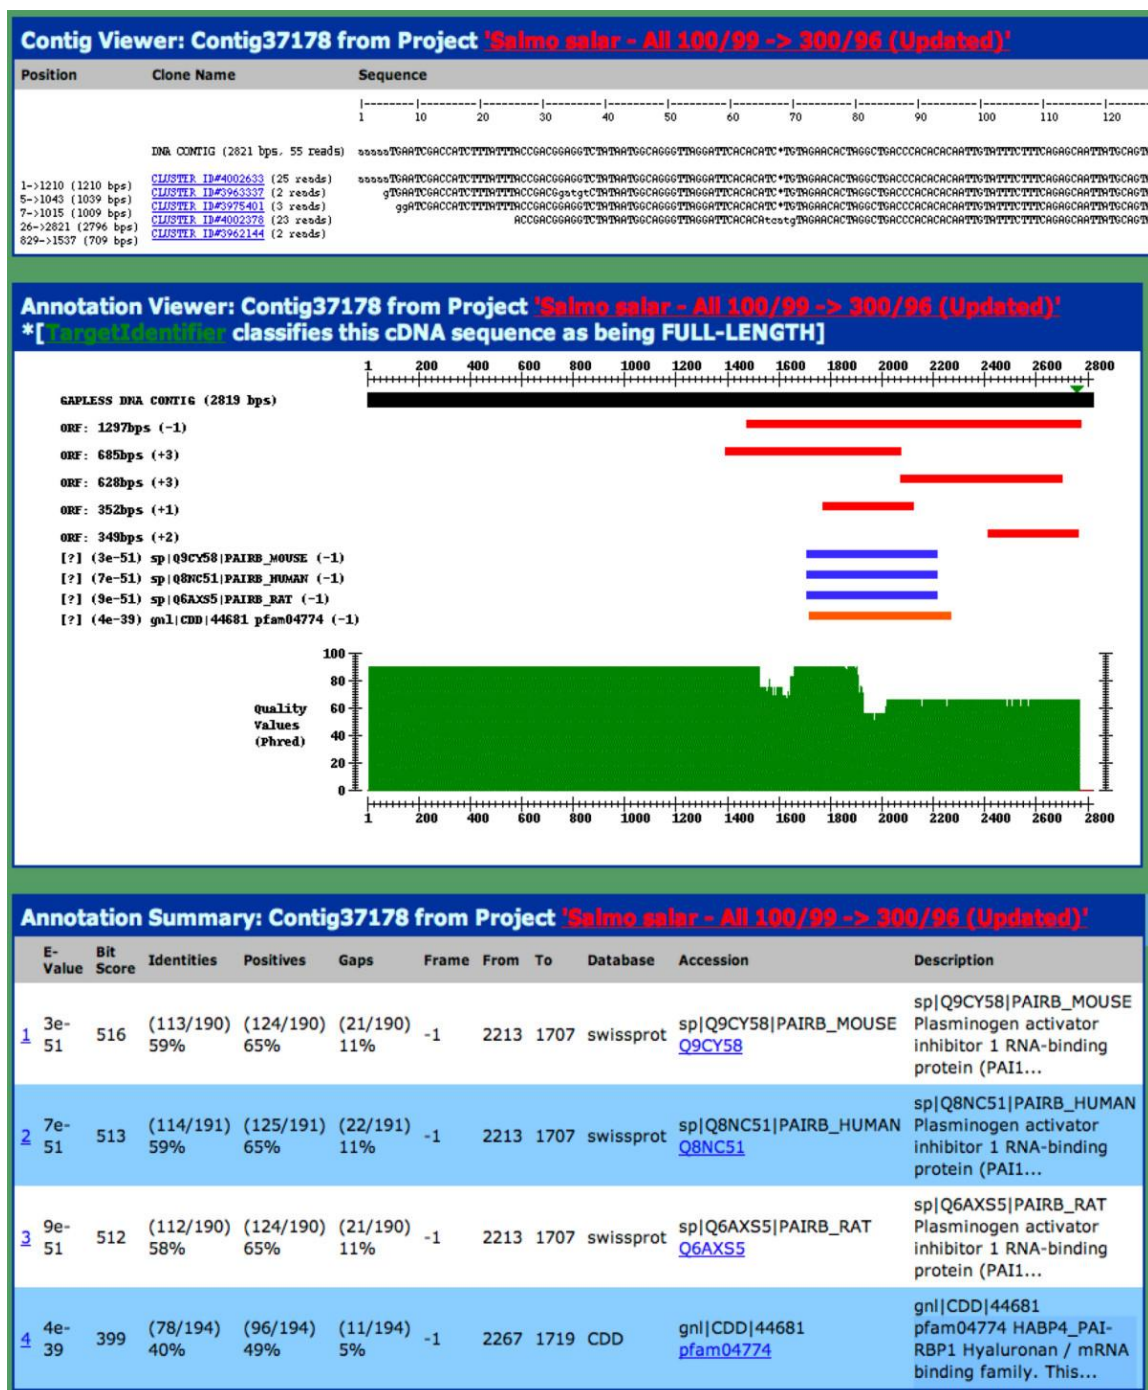 Contig Viewer: Contig37178 from Project 'Salmo salar - All 100/99 -> 300/96 (Updated)'
Position Clone Name Sequence
1 10 20 30 40 50 60 70 80 90 100 110 120
DNA CONTIG (2821 bps, 55 reads) aaaaaTGAATCGACCATCTTTATTTACCGACGGAGGTCTATAATGGCAGGGTTAGGATTCACACATC*TGTAGAACACTAGGCTGACCCACACACAATTGTATTTCTTTCAGAGCAATTATGCAGT
1->1210 (1210 bps) CLUSTER ID#4002633 (25 reads) aaaaaTGAATCGACCATCTTTATTTACCGACGGAGGTCTATAATGGCAGGGTTAGGATTCACACATC*TGTAGAACACTAGGCTGACCCACACACAATTGTATTTCTTTCAGAGCAATTATGCAGT
5->1043 (1039 bps) CLUSTER ID#3963337 (2 reads) gTGAATCGACCATCTTTATTTACCGACGgatgtCTATAATGGCAGGGTTAGGATTCACACATC*TGTAGAACACTAGGCTGACCCACACACAATTGTATTTCTTTCAGAGCAATTATGCAGT
7->1015 (1009 bps) CLUSTER ID#3975401 (3 reads) ggATCGACCATCTTTATTTACCGACGGAGGTCTATAATGGCAGGGTTAGGATTCACACATC*TGTAGAACACTAGGCTGACCCACACACAATTGTATTTCTTTCAGAGCAATTATGCAGT
26->2821 (2796 bps) CLUSTER ID#4002378 (23 reads) ACCGACGGAGGTCTATAATGGCAGGGTTAGGATTCACACAtcatgTAGAACACTAGGCTGACCCACACACAATTGTATTTCTTTCAGAGCAATTATGCAGT
829->1537 (709 bps) CLUSTER ID#3962144 (2 reads)
Annotation Viewer: Contig37178 from Project 'Salmo salar - All 100/99 -> 300/96 (Updated)'
*[TargetIdentifier classifies this cDNA sequence as being FULL-LENGTH]
1 200 400 600 800 1000 1200 1400 1600 1800 2000 2200 2400 2600 2800
GAPLESS DNA CONTIG (2819 bps)
ORF: 1297bps (-1)
ORF: 685bps (+3)
ORF: 628bps (+3)
ORF: 352bps (+1)
ORF: 349bps (+2)
[?] (3e-51) sp|Q9CY58|PAIRB_MOUSE (-1)
[?] (7e-51) sp|Q8NC51|PAIRB_HUMAN (-1)
[?] (9e-51) sp|Q6AXS5|PAIRB_RAT (-1)
[?] (4e-39) gnl|CDD|44681 pfam04774 (-1)
100
80
60
40
20
0
Quality
Values
(Phred)
1 200 400 600 800 1000 1200 1400 1600 1800 2000 2200 2400 2600 2800
Annotation Summary: Contig37178 from Project 'Salmo salar - All 100/99 -> 300/96 (Updated)'
E-Value Bit Score Identities Positives Gaps Frame From To Database Accession Description
1 3e-51 516 (113/190) 59% (124/190) 65% (21/190) 11% -1 2213 1707 swissprot sp|Q9CY58|PAIRB_MOUSE Q9CY58 sp|Q9CY58|PAIRB_MOUSE Plasminogen activator inhibitor 1 RNA-binding protein (PAI1...
2 7e-51 513 (114/191) 59% (125/191) 65% (22/191) 11% -1 2213 1707 swissprot sp|Q8NC51|PAIRB_HUMAN Q8NC51 sp|Q8NC51|PAIRB_HUMAN Plasminogen activator inhibitor 1 RNA-binding protein (PAI1...
3 9e-51 512 (112/190) 58% (124/190) 65% (21/190) 11% -1 2213 1707 swissprot sp|Q6AXS5|PAIRB_RAT Q6AXS5 sp|Q6AXS5|PAIRB_RAT Plasminogen activator inhibitor 1 RNA-binding protein (PAI1...
4 4e-39 399 (78/194) 40% (96/194) 49% (11/194) 5% -1 2267 1719 CDD gnl|CDD|44681 pfam04774 gnl|CDD|44681 pfam04774 HABP4_PAI-RBP1 Hyaluronan / mRNA binding family. This...